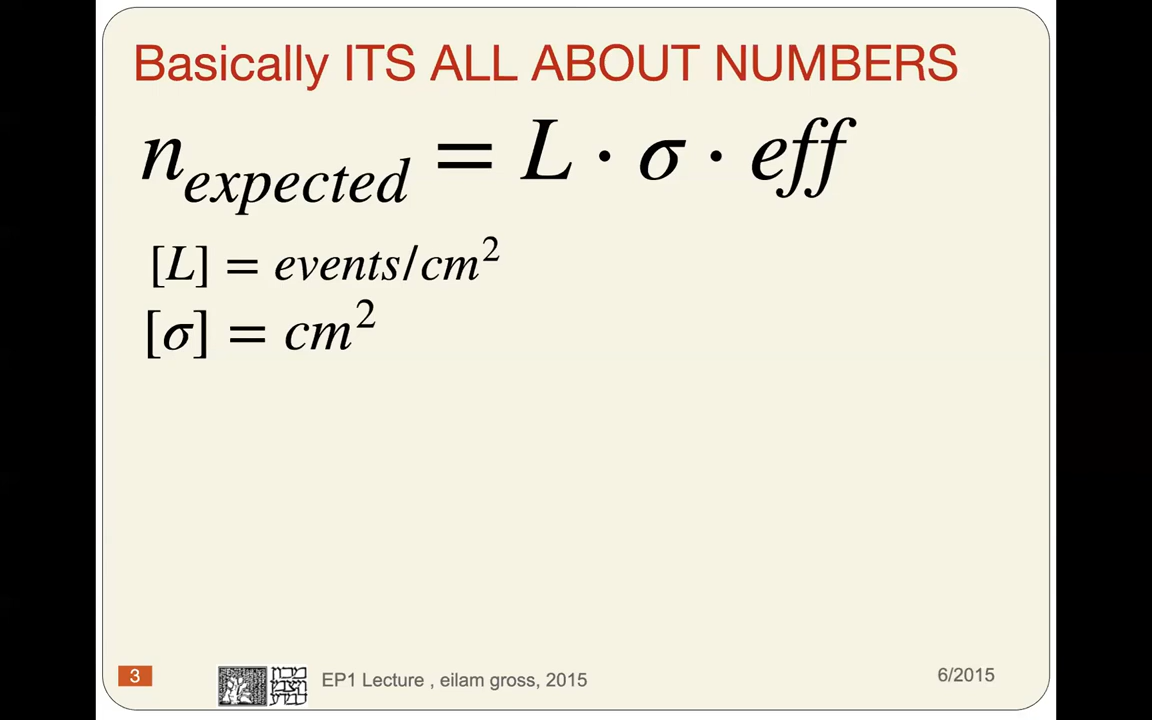 Basically ITS ALL ABOUT NUMBERS
n_expected = L · σ · eff
[L] = events/cm²
[σ] = cm²
3
EP1 Lecture , eilam gross, 2015
6/2015